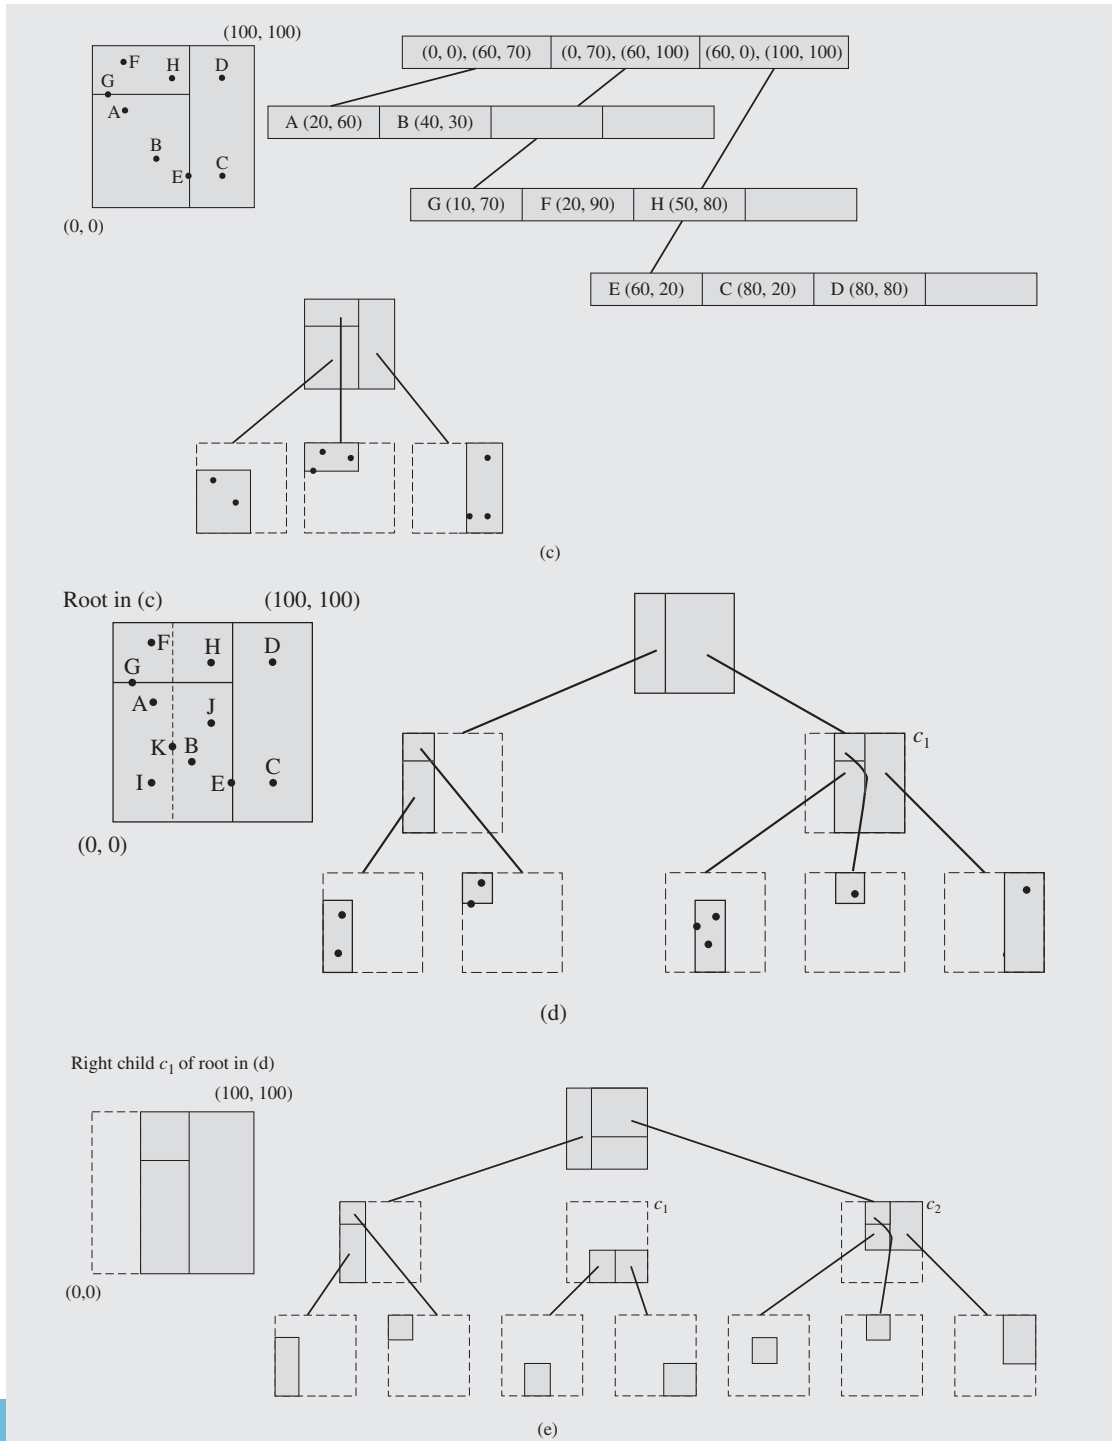 (100, 100)
F
H
D
G
A
B
E
C
(0, 0)
(0, 0), (60, 70) (0, 70), (60, 100) (60, 0), (100, 100)
A (20, 60) B (40, 30)
G (10, 70) F (20, 90) H (50, 80)
E (60, 20) C (80, 20) D (80, 80)
(c)
Root in (c) (100, 100)
F
H
D
G
A
J
K
B
I
E
C
(0, 0)
c1
(d)
Right child c1 of root in (d)
(100, 100)
(0,0)
c1
c2
(e)